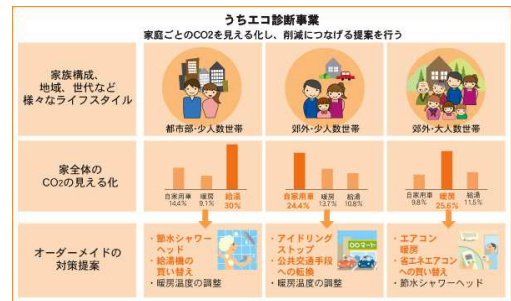 うちエコ診断事業
家庭ごとのCO2を見える化し、削減につなげる提案を行う
家族構成、
地域、世代など
様々なライフスタイル
都市部・少人数世帯
郊外・少人数世帯
郊外・大人数世帯
家全体の
CO2の見える化
自家用車
14.4%
暖房
9.1%
給湯
30%
自家用車
24.4%
暖房
13.7%
給湯
10.8%
自家用車
9.8%
暖房
25.6%
給湯
11.5%
オーダーメイドの
対策提案
・節水シャワー
ヘッド
・給湯機の
買い替え
・暖房温度の調整
・アイドリング
ストップ
・公共交通手段
への転換
・暖房温度の調整
・エアコン
暖房
・省エネエアコン
への買い替え
・節水シャワーヘッド